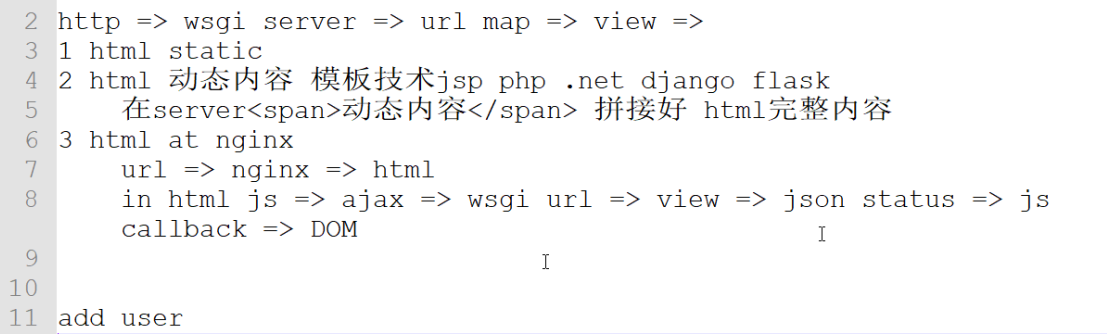 2 http => wsgi server => url map => view =>
3 1 html static
4 2 html 动态内容 模板技术jsp php .net django flask
5 在server<span>动态内容</span> 拼接好 html完整内容
6 3 html at nginx
7 url => nginx => html
8 in html js => ajax => wsgi url => view => json status => js
callback => DOM
9
10
11 add user